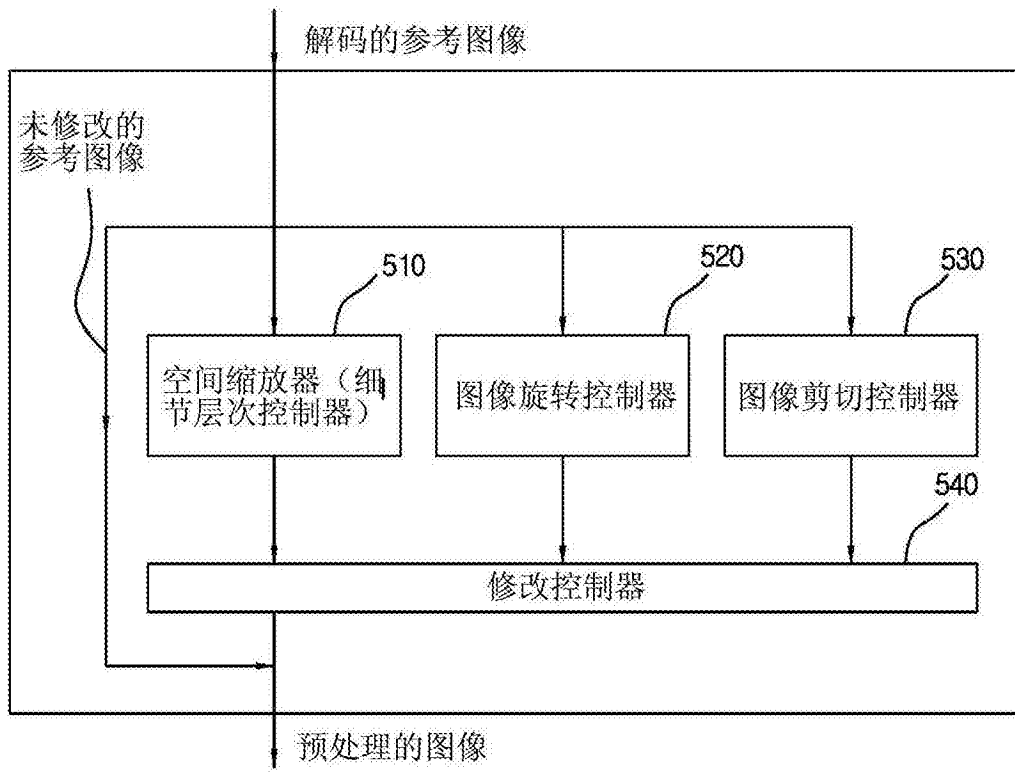 解码的参考图像
未修改的
参考图像
510
520
530
空间缩放器（细
节层次控制器）
图像旋转控制器
图像剪切控制器
540
修改控制器
预处理的图像